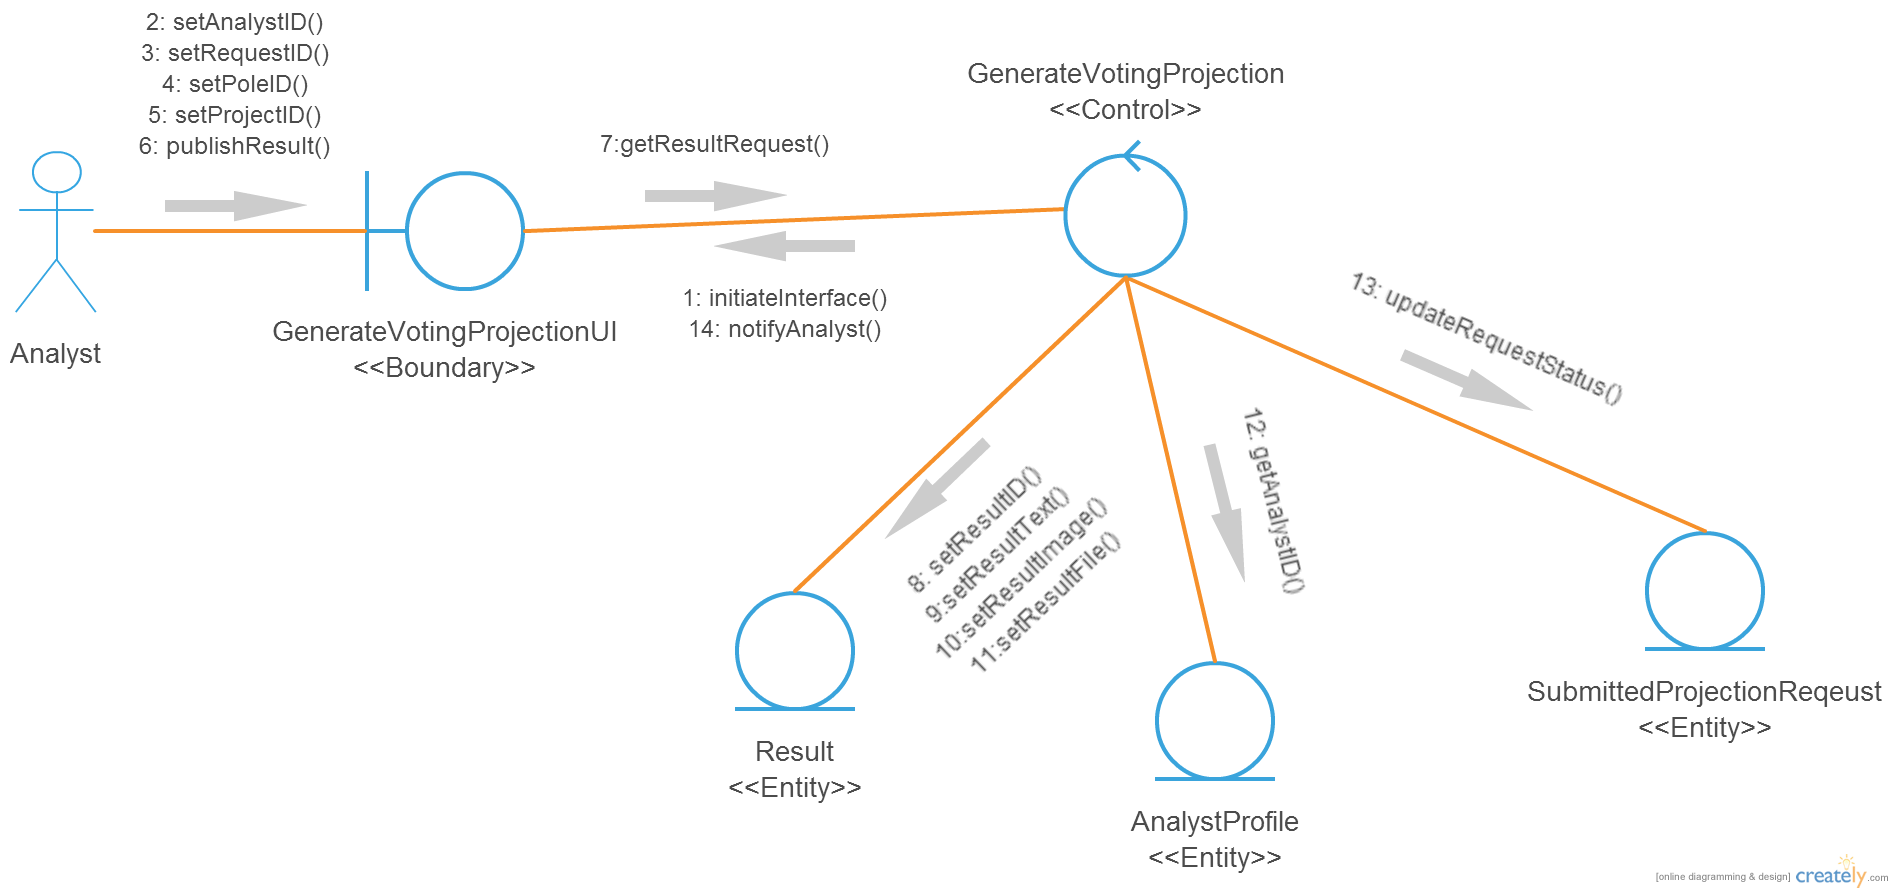 2: setAnalystID()
3: setRequestID()
4: setPoleID()
5: setProjectID()
6: publishResult()
Analyst
GenerateVotingProjectionUI
<<Boundary>>
7:getResultRequest()
1: initiateInterface()
14: notifyAnalyst()
GenerateVotingProjection
<<Control>>
8: setResultID()
9:setResultText()
10:setResultImage()
11:setResultFile()
12: getAnalystID()
13: updateRequestStatus()
Result
<<Entity>>
AnalystProfile
<<Entity>>
SubmittedProjectionReqeust
<<Entity>>
[online diagramming & design] creately.com